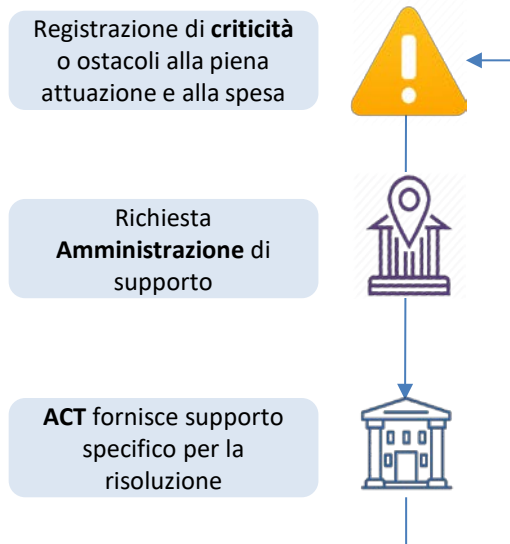 Registrazione di criticità
o ostacoli alla piena
attuazione e alla spesa
Richiesta
Amministrazione di
supporto
ACT fornisce supporto
specifico per la
risoluzione